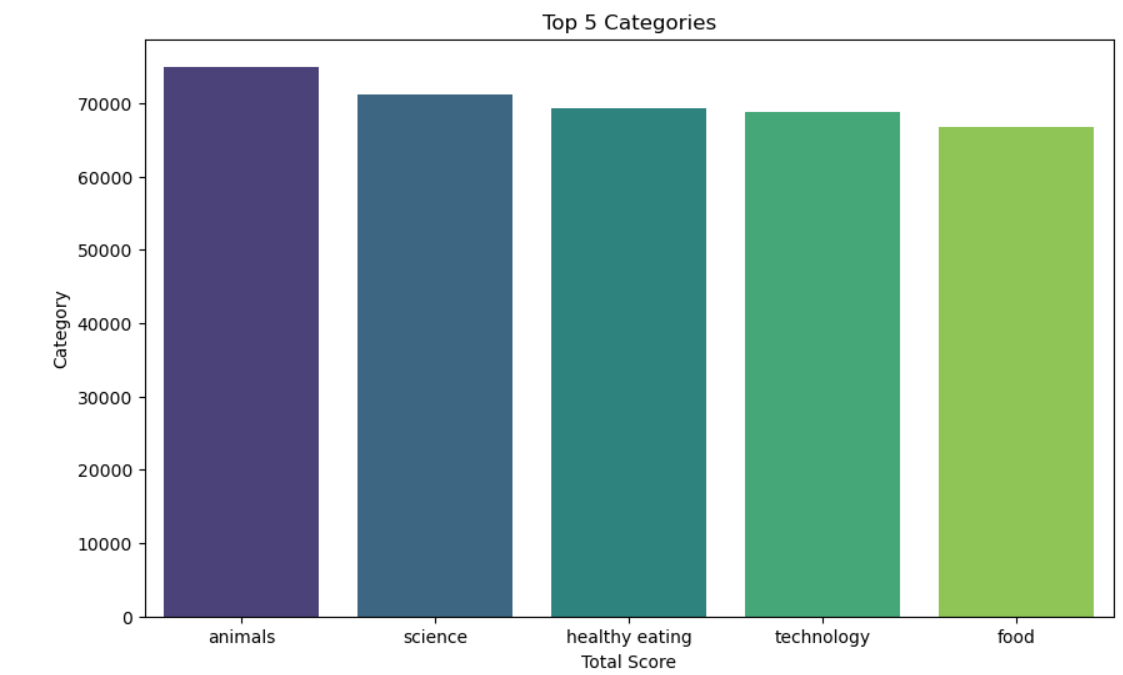 Top 5 Categories
Category
70000
60000
50000
40000
30000
20000
10000
0
animals science healthy eating technology food
Total Score